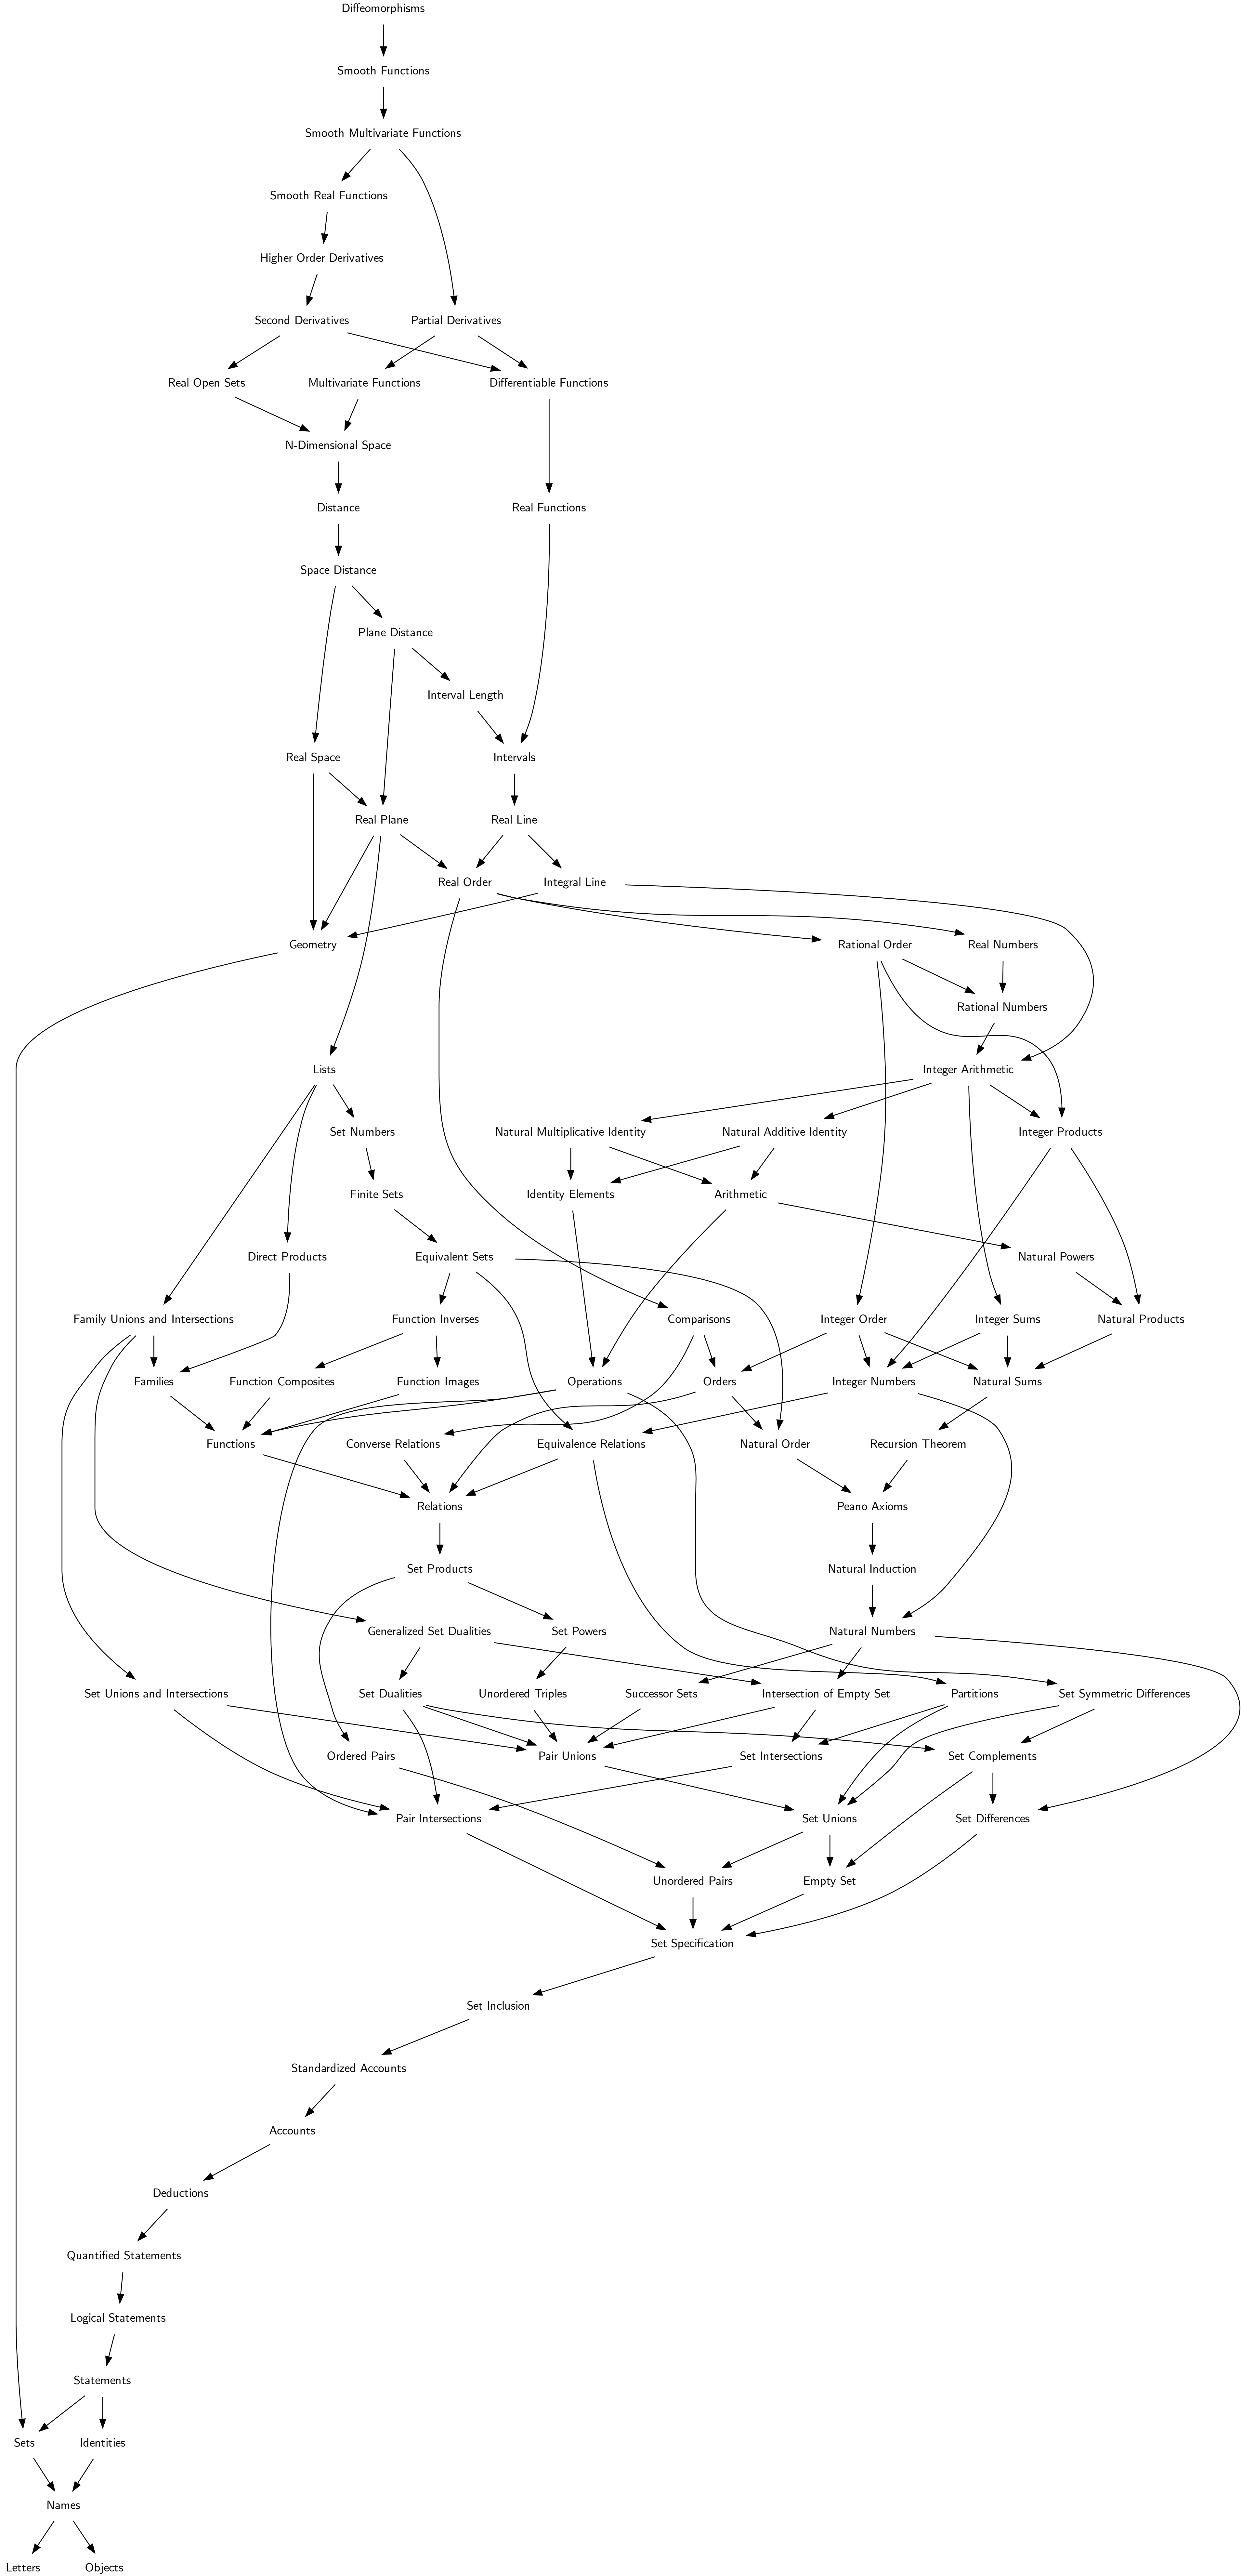 Diffeomorphisms
Smooth Functions
Smooth Multivariate Functions
Smooth Real Functions
Higher Order Derivatives
Second Derivatives
Partial Derivatives
Real Open Sets
Multivariate Functions
Differentiable Functions
N-Dimensional Space
Distance
Real Functions
Space Distance
Plane Distance
Interval Length
Real Space
Intervals
Real Plane
Real Line
Real Order
Integral Line
Geometry
Rational Order
Real Numbers
Rational Numbers
Lists
Integer Arithmetic
Set Numbers
Natural Multiplicative Identity
Natural Additive Identity
Integer Products
Finite Sets
Identity Elements
Arithmetic
Direct Products
Equivalent Sets
Natural Powers
Family Unions and Intersections
Function Inverses
Comparisons
Integer Order
Integer Sums
Natural Products
Families
Function Composites
Function Images
Operations
Orders
Integer Numbers
Natural Sums
Functions
Converse Relations
Equivalence Relations
Natural Order
Recursion Theorem
Relations
Peano Axioms
Set Products
Natural Induction
Generalized Set Dualities
Set Powers
Natural Numbers
Set Unions and Intersections
Set Dualities
Unordered Triples
Successor Sets
Intersection of Empty Set
Partitions
Set Symmetric Differences
Ordered Pairs
Pair Unions
Set Intersections
Set Complements
Pair Intersections
Set Unions
Set Differences
Unordered Pairs
Empty Set
Set Specification
Set Inclusion
Standardized Accounts
Accounts
Deductions
Quantified Statements
Logical Statements
Statements
Sets
Identities
Names
Letters
Objects